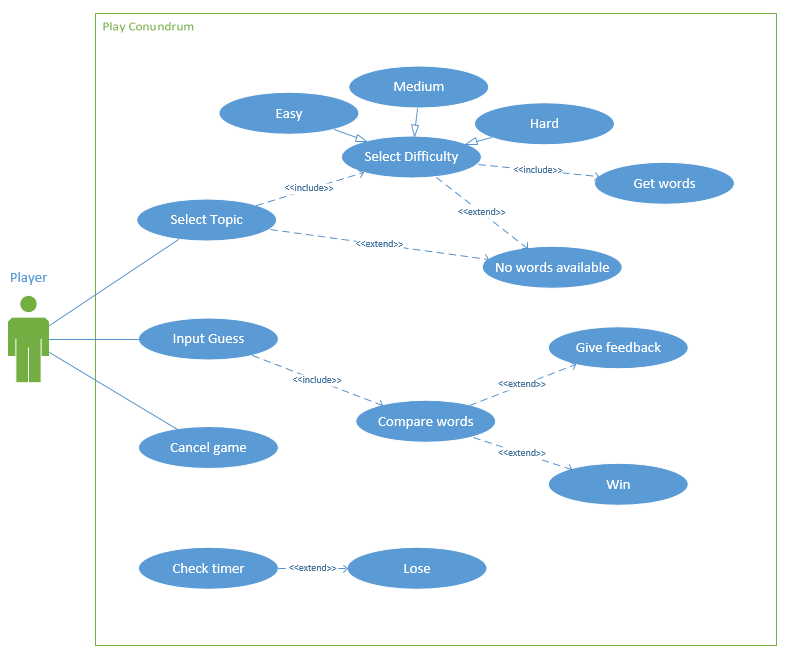 Play Conundrum
Medium
Easy
Hard
Select Difficulty
<<include>>
Get words
<<include>>
<<extend>>
Select Topic
<<extend>>
No words available
Player
Input Guess
Give feedback
<<include>>
<<extend>>
Compare words
Cancel game
<<extend>>
Win
Check timer
<<extend>>
Lose